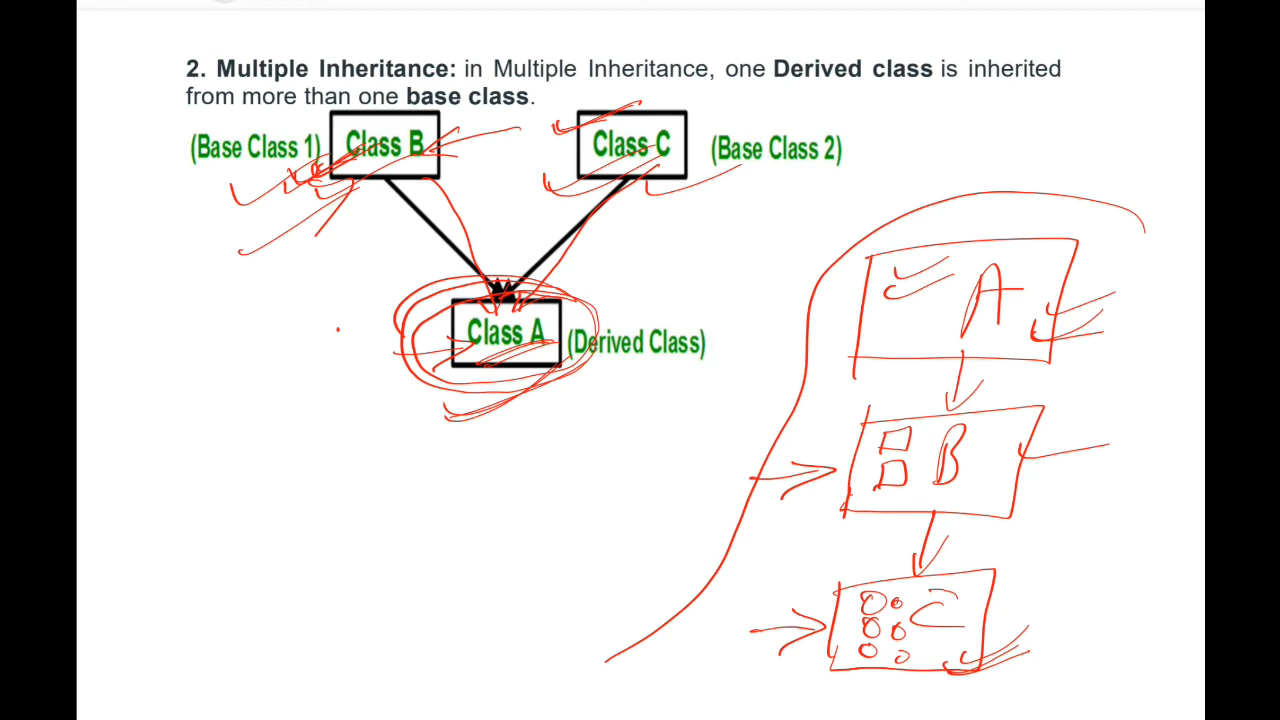 2. Multiple Inheritance: in Multiple Inheritance, one Derived class is inherited
from more than one base class.
(Base Class 1) Class B Class C (Base Class 2)
Class A (Derived Class)
A
B
C